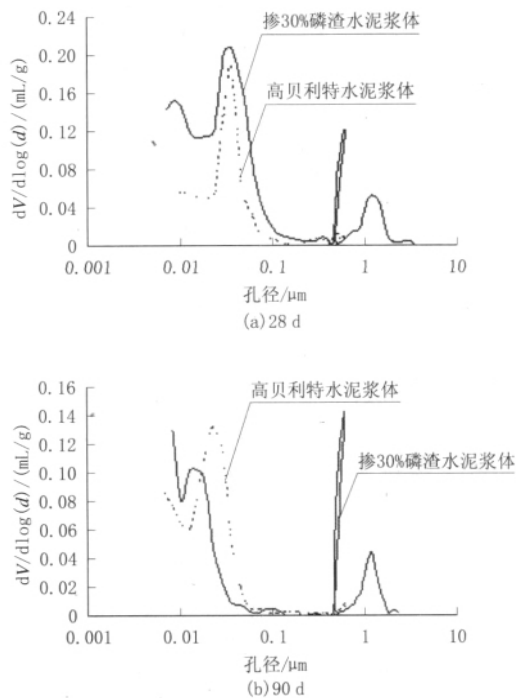 0.24
掺30%磷渣水泥浆体
0.20
0.16
高贝利特水泥浆体
0.12
0.08
0.04
0
dV/dlog(d)/(mL/g)
0.001 0.01 0.1 1 10
孔径/μm
(a)28 d
0.16
高贝利特水泥浆体
0.14
0.12
掺30%磷渣水泥浆体
0.10
0.08
0.06
0.04
0.02
0
dV/dlog(d)/(mL/g)
0.001 0.01 0.1 1 10
孔径/μm
(b)90 d